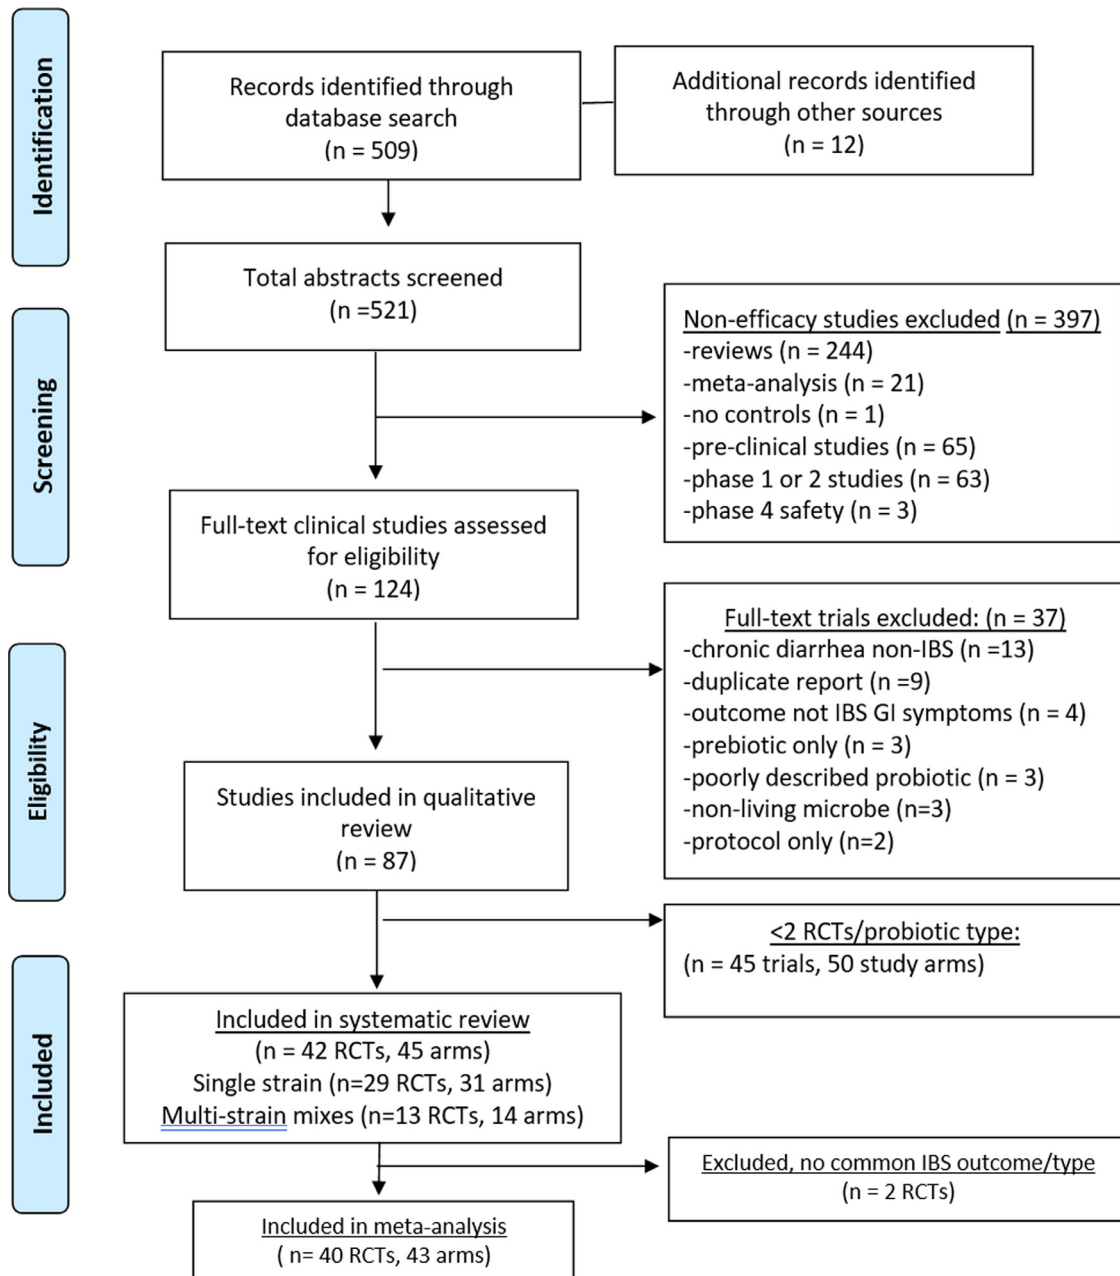 Identification
Records identified through
database search
(n = 509)
Additional records identified
through other sources
(n = 12)
Total abstracts screened
(n =521)
Screening
Non-efficacy studies excluded (n = 397)
-reviews (n = 244)
-meta-analysis (n = 21)
-no controls (n = 1)
-pre-clinical studies (n = 65)
-phase 1 or 2 studies (n = 63)
-phase 4 safety (n = 3)
Full-text clinical studies assessed
for eligibility
(n = 124)
Eligibility
Full-text trials excluded: (n = 37)
-chronic diarrhea non-IBS (n =13)
-duplicate report (n =9)
-outcome not IBS GI symptoms (n = 4)
-prebiotic only (n = 3)
-poorly described probiotic (n = 3)
-non-living microbe (n=3)
-protocol only (n=2)
Studies included in qualitative
review
(n = 87)
<2 RCTs/probiotic type:
(n = 45 trials, 50 study arms)
Included
Included in systematic review
(n = 42 RCTs, 45 arms)
Single strain (n=29 RCTs, 31 arms)
Multi-strain mixes (n=13 RCTs, 14 arms)
Excluded, no common IBS outcome/type
(n = 2 RCTs)
Included in meta-analysis
( n= 40 RCTs, 43 arms)